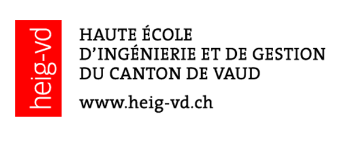 heig-vd
HAUTE ÉCOLE
D'INGÉNIERIE ET DE GESTION
DU CANTON DE VAUD
www.heig-vd.ch